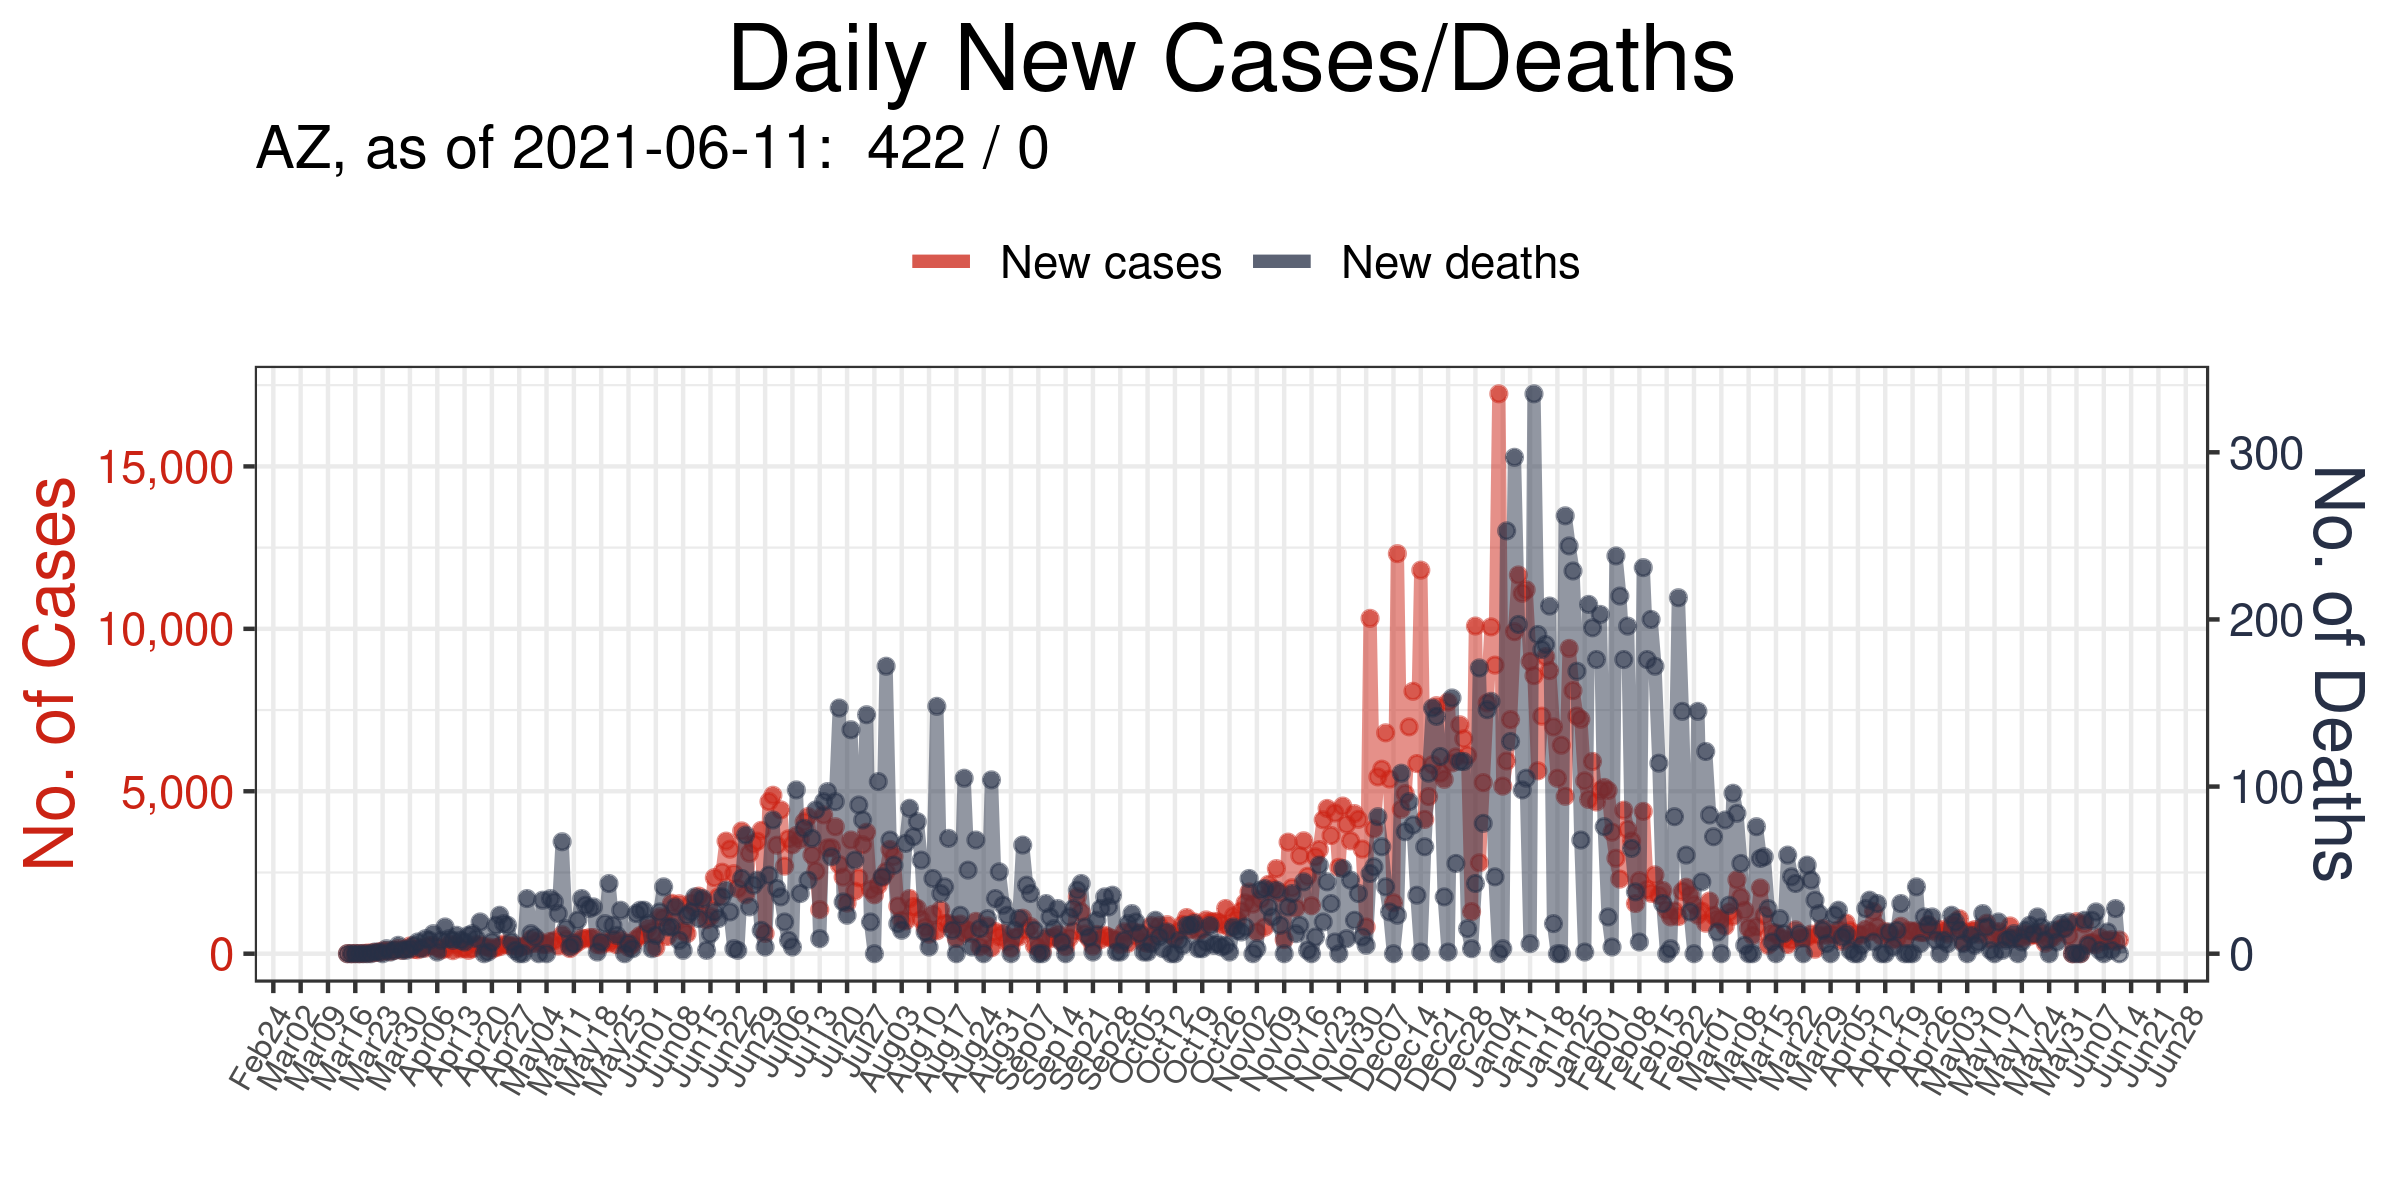 Daily New Cases/Deaths
AZ, as of 2021-06-11:  422 / 0
New cases
New deaths
No. of Cases
15,000
10,000
5,000
0
300
200
100
0
No. of Deaths
Feb24
Mar02
Mar09
Mar16
Mar23
Mar30
Apr06
Apr13
Apr20
Apr27
May04
May11
May18
May25
Jun01
Jun08
Jun15
Jun22
Jun29
Jul06
Jul13
Jul20
Jul27
Aug03
Aug10
Aug17
Aug24
Aug31
Sep07
Sep14
Sep21
Sep28
Oct05
Oct12
Oct19
Oct26
Nov02
Nov09
Nov16
Nov23
Nov30
Dec07
Dec14
Dec21
Dec28
Jan04
Jan11
Jan18
Jan25
Feb01
Feb08
Feb15
Feb22
Mar01
Mar08
Mar15
Mar22
Mar29
Apr05
Apr12
Apr19
Apr26
May03
May10
May17
May24
May31
Jun07
Jun14
Jun21
Jun28